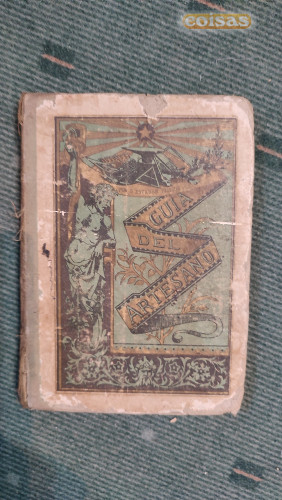 coisas
GUIA
DEL
ARTESANO